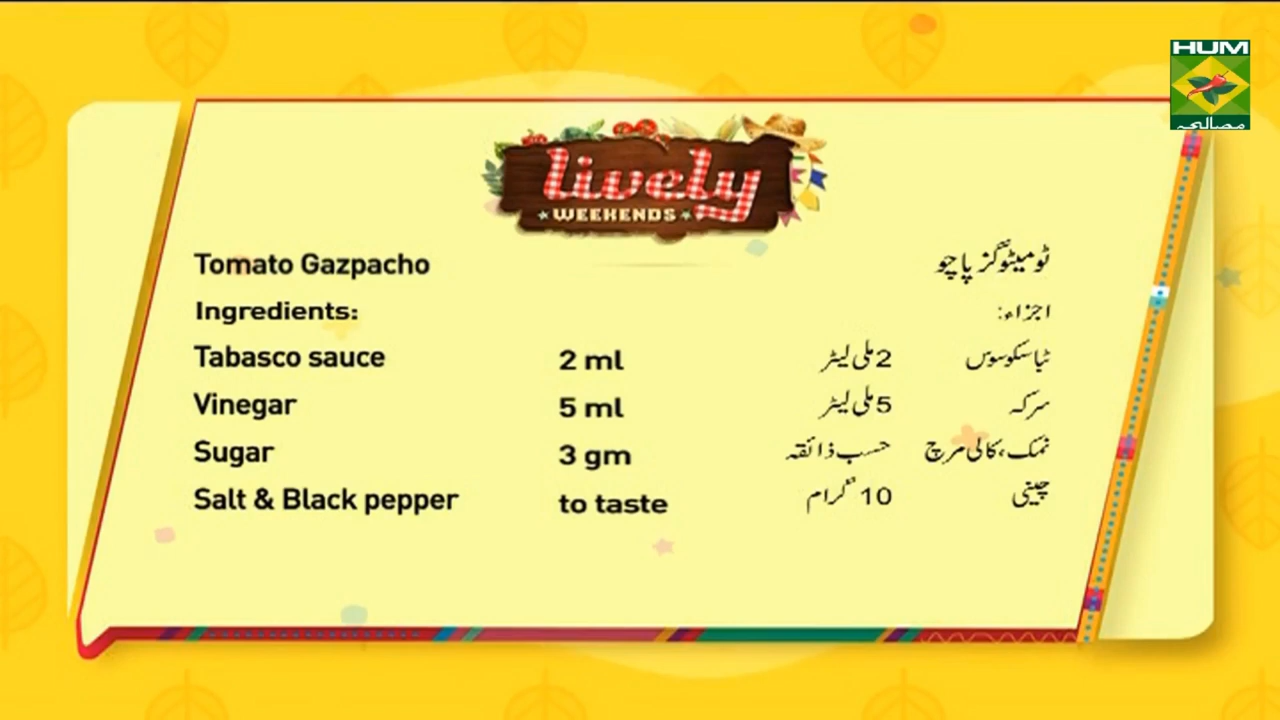 HUM
مصالحہ
lively
WEEKENDS
Tomato Gazpacho ٹومیٹو گزپاچو
Ingredients: اجزاء:
Tabasco sauce 2 ml 2 ملی لیٹر ٹباسکو سوس
Vinegar 5 ml 5 ملی لیٹر سرکہ
Sugar 3 gm حسب ذائقہ نمک، کالی مرچ
Salt & Black pepper to taste 10 گرام چینی